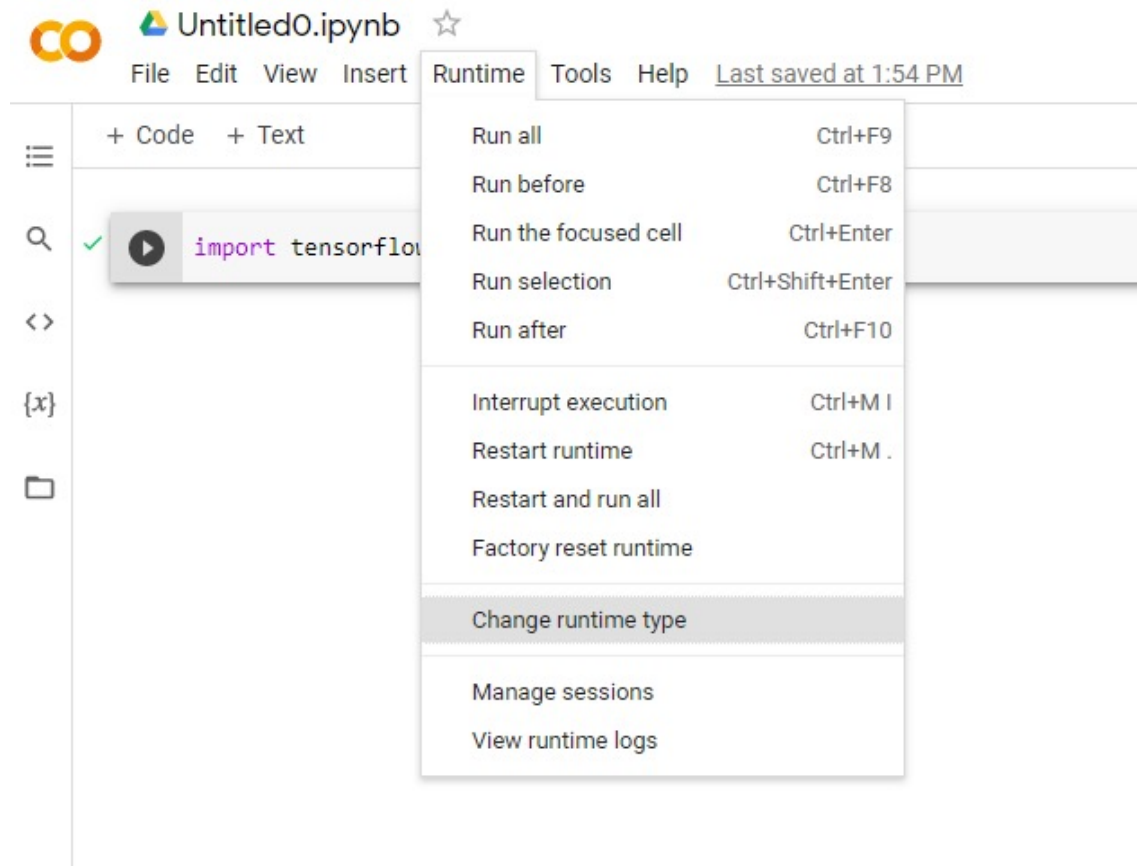 Untitled0.ipynb
File Edit View Insert Runtime Tools Help Last saved at 1:54 PM
+ Code + Text
import
Run all Ctrl+F9
Run before Ctrl+F8
Run the focused cell Ctrl+Enter
Run selection Ctrl+Shift+Enter
Run after Ctrl+F10
Interrupt execution Ctrl+M I
Restart runtime Ctrl+M .
Restart and run all
Factory reset runtime
Change runtime type
Manage sessions
View runtime logs
{x}